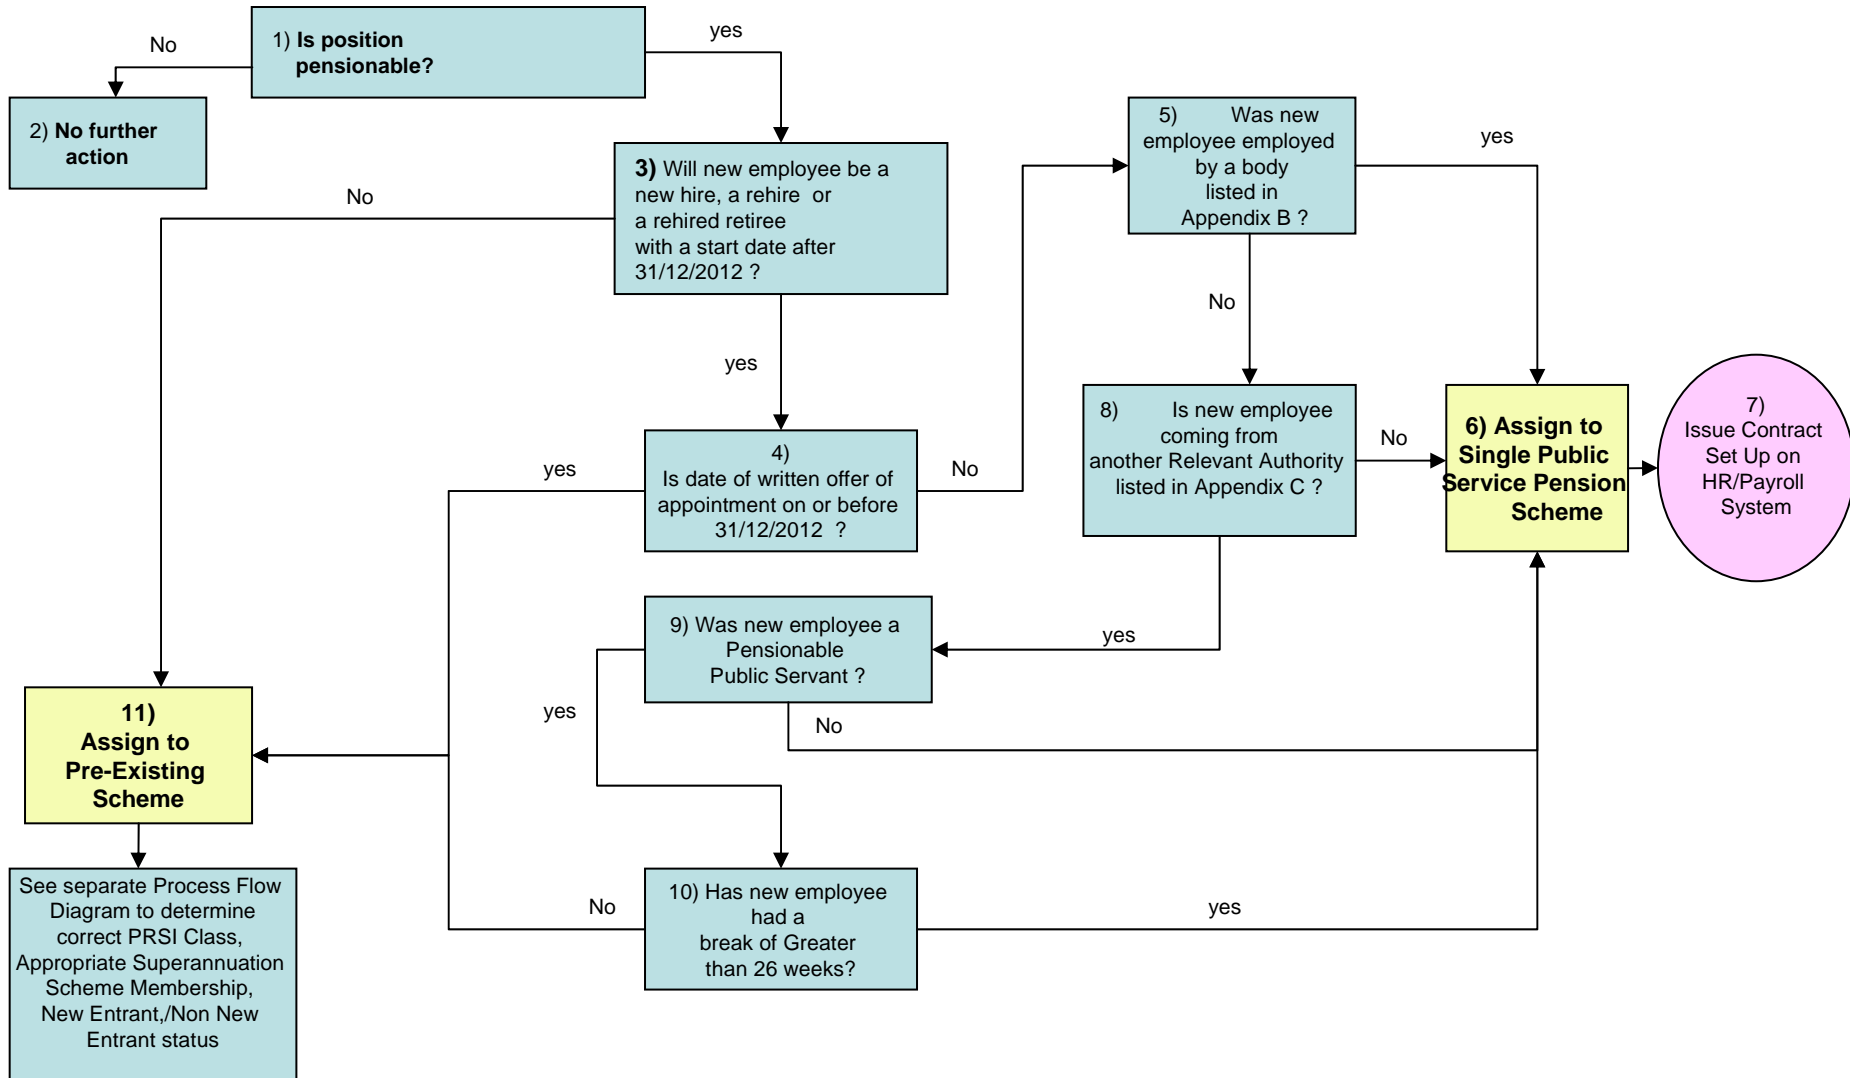 No
1) Is position
pensionable?
yes
2) No further
action
3) Will new employee be a
new hire, a rehire or
a rehired retiree
with a start date after
31/12/2012 ?
No
yes
5) Was new
employee employed
by a body
listed in
Appendix B ?
yes
No
4)
Is date of written offer of
appointment on or before
31/12/2012 ?
yes
No
8) Is new employee
coming from
another Relevant Authority
listed in Appendix C ?
No
yes
6) Assign to
Single Public
Service Pension
Scheme
7)
Issue Contract
Set Up on
HR/Payroll
System
9) Was new employee a
Pensionable
Public Servant ?
yes
No
11)
Assign to
Pre-Existing
Scheme
10) Has new employee
had a
break of Greater
than 26 weeks?
No
yes
See separate Process Flow
Diagram to determine
correct PRSI Class,
Appropriate Superannuation
Scheme Membership,
New Entrant,/Non New
Entrant status